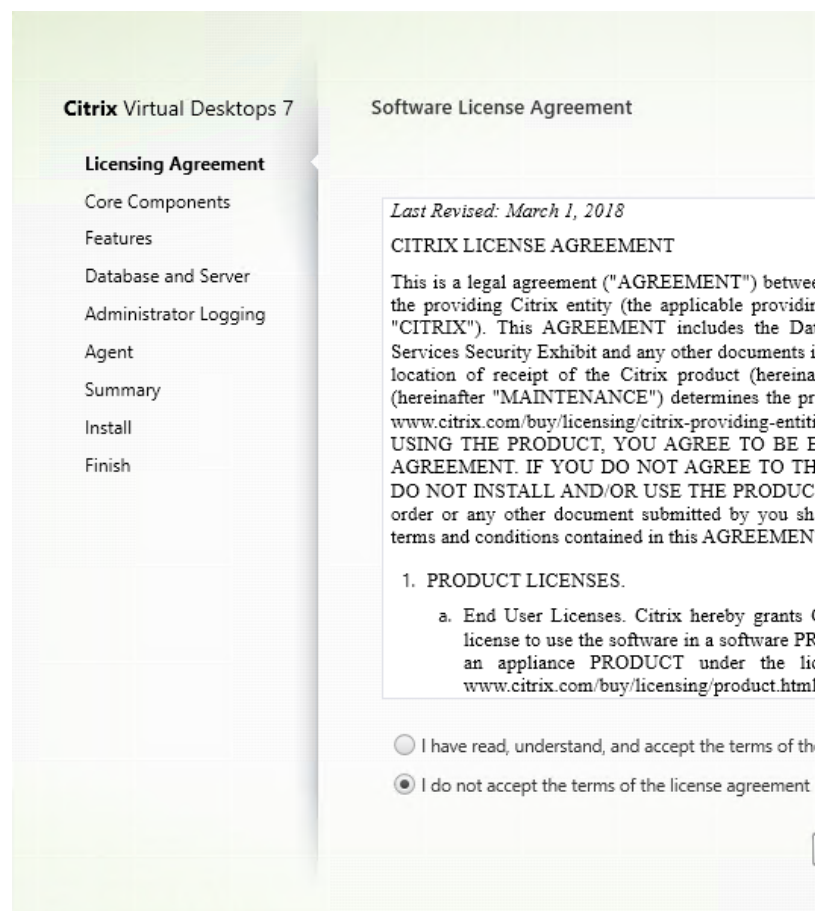 Citrix Virtual Desktops 7
Licensing Agreement
Core Components
Features
Database and Server
Administrator Logging
Agent
Summary
Install
Finish
Software License Agreement
Last Revised: March 1, 2018
CITRIX LICENSE AGREEMENT
This is a legal agreement ("AGREEMENT") betwee
the providing Citrix entity (the applicable providin
"CITRIX"). This AGREEMENT includes the Dat
Services Security Exhibit and any other documents i
location of receipt of the Citrix product (hereina
(hereinafter "MAINTENANCE") determines the pr
www.citrix.com/buy/licensing/citrix-providing-entiti
USING THE PRODUCT, YOU AGREE TO BE B
AGREEMENT. IF YOU DO NOT AGREE TO TH
DO NOT INSTALL AND/OR USE THE PRODUC
order or any other document submitted by you sh
terms and conditions contained in this AGREEMEN
1. PRODUCT LICENSES.
a. End User Licenses. Citrix hereby grants C
license to use the software in a software PR
an appliance PRODUCT under the lic
www.citrix.com/buy/licensing/product.html
I have read, understand, and accept the terms of the
I do not accept the terms of the license agreement